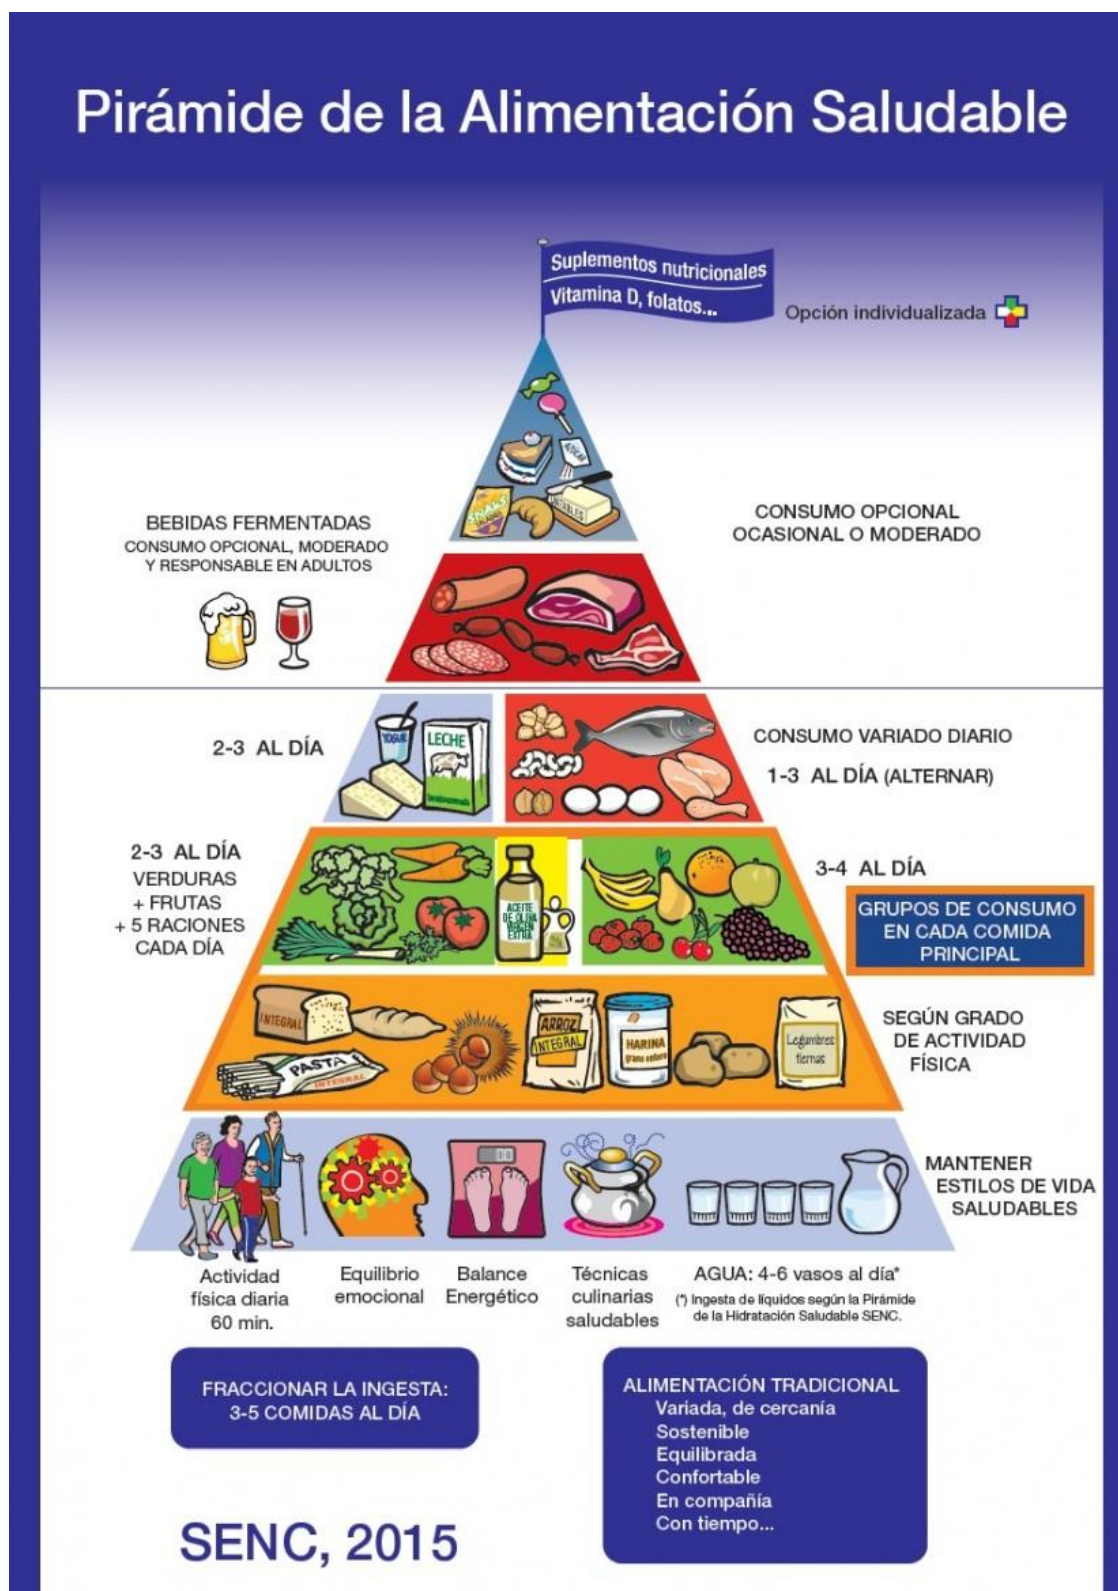 Pirámide de la Alimentación Saludable
Suplementos nutricionales
Vitamina D, folatos...
Opción individualizada
AZÚCAR
SNAKS
UNTABLES
BEBIDAS FERMENTADAS
CONSUMO OPCIONAL, MODERADO
Y RESPONSABLE EN ADULTOS
CONSUMO OPCIONAL
OCASIONAL O MODERADO
2-3 AL DÍA
YOGUR
LECHE
CONSUMO VARIADO DIARIO
1-3 AL DÍA (ALTERNAR)
2-3 AL DÍA
VERDURAS
+ FRUTAS
+ 5 RACIONES
CADA DÍA
ACEITE
DE OLIVA
VIRGEN
EXTRA
3-4 AL DÍA
GRUPOS DE CONSUMO
EN CADA COMIDA
PRINCIPAL
INTEGRAL
PASTA
INTEGRAL
ARROZ
INTEGRAL
HARINA
grano entero
Legumbres
tiernas
SEGÚN GRADO
DE ACTIVIDAD
FÍSICA
MANTENER
ESTILOS DE VIDA
SALUDABLES
Actividad
física diaria
60 min.
Equilibrio
emocional
Balance
Energético
Técnicas
culinarias
saludables
AGUA: 4-6 vasos al día*
(*) Ingesta de líquidos según la Pirámide
de la Hidratación Saludable SENC.
FRACCIONAR LA INGESTA:
3-5 COMIDAS AL DÍA
ALIMENTACIÓN TRADICIONAL
Variada, de cercanía
Sostenible
Equilibrada
Confortable
En compañía
Con tiempo...
SENC, 2015